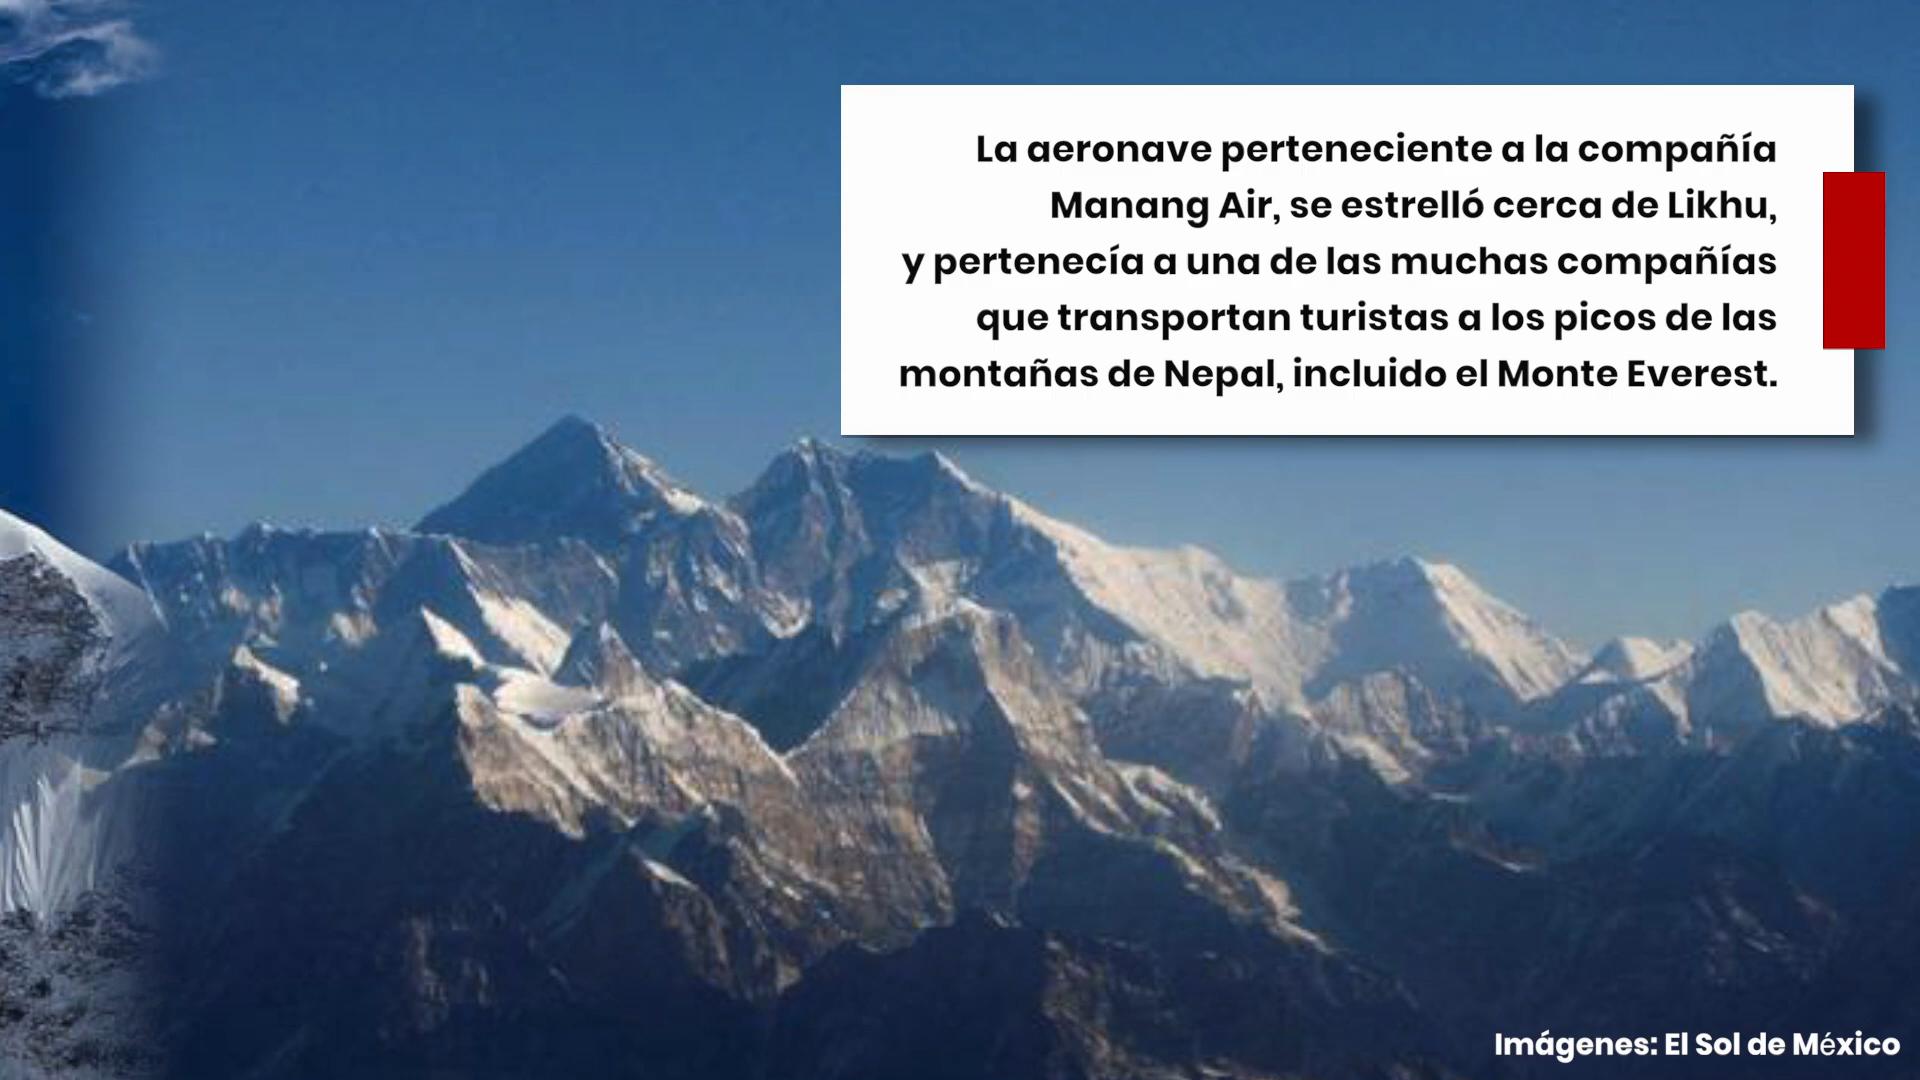 La aeronave perteneciente a la compañía
Manang Air, se estrelló cerca de Likhu,
y pertenecía a una de las muchas compañías
que transportan turistas a los picos de las
montañas de Nepal, incluido el Monte Everest.
Imágenes: El Sol de México